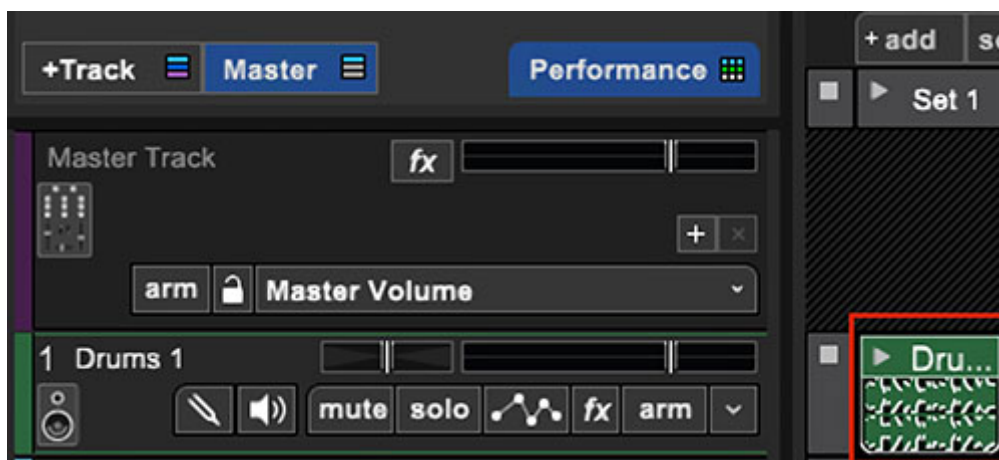 +Track Master Performance
+ add
Set 1
Master Track fx
arm Master Volume
1 Drums 1
Dru...
mute solo fx arm